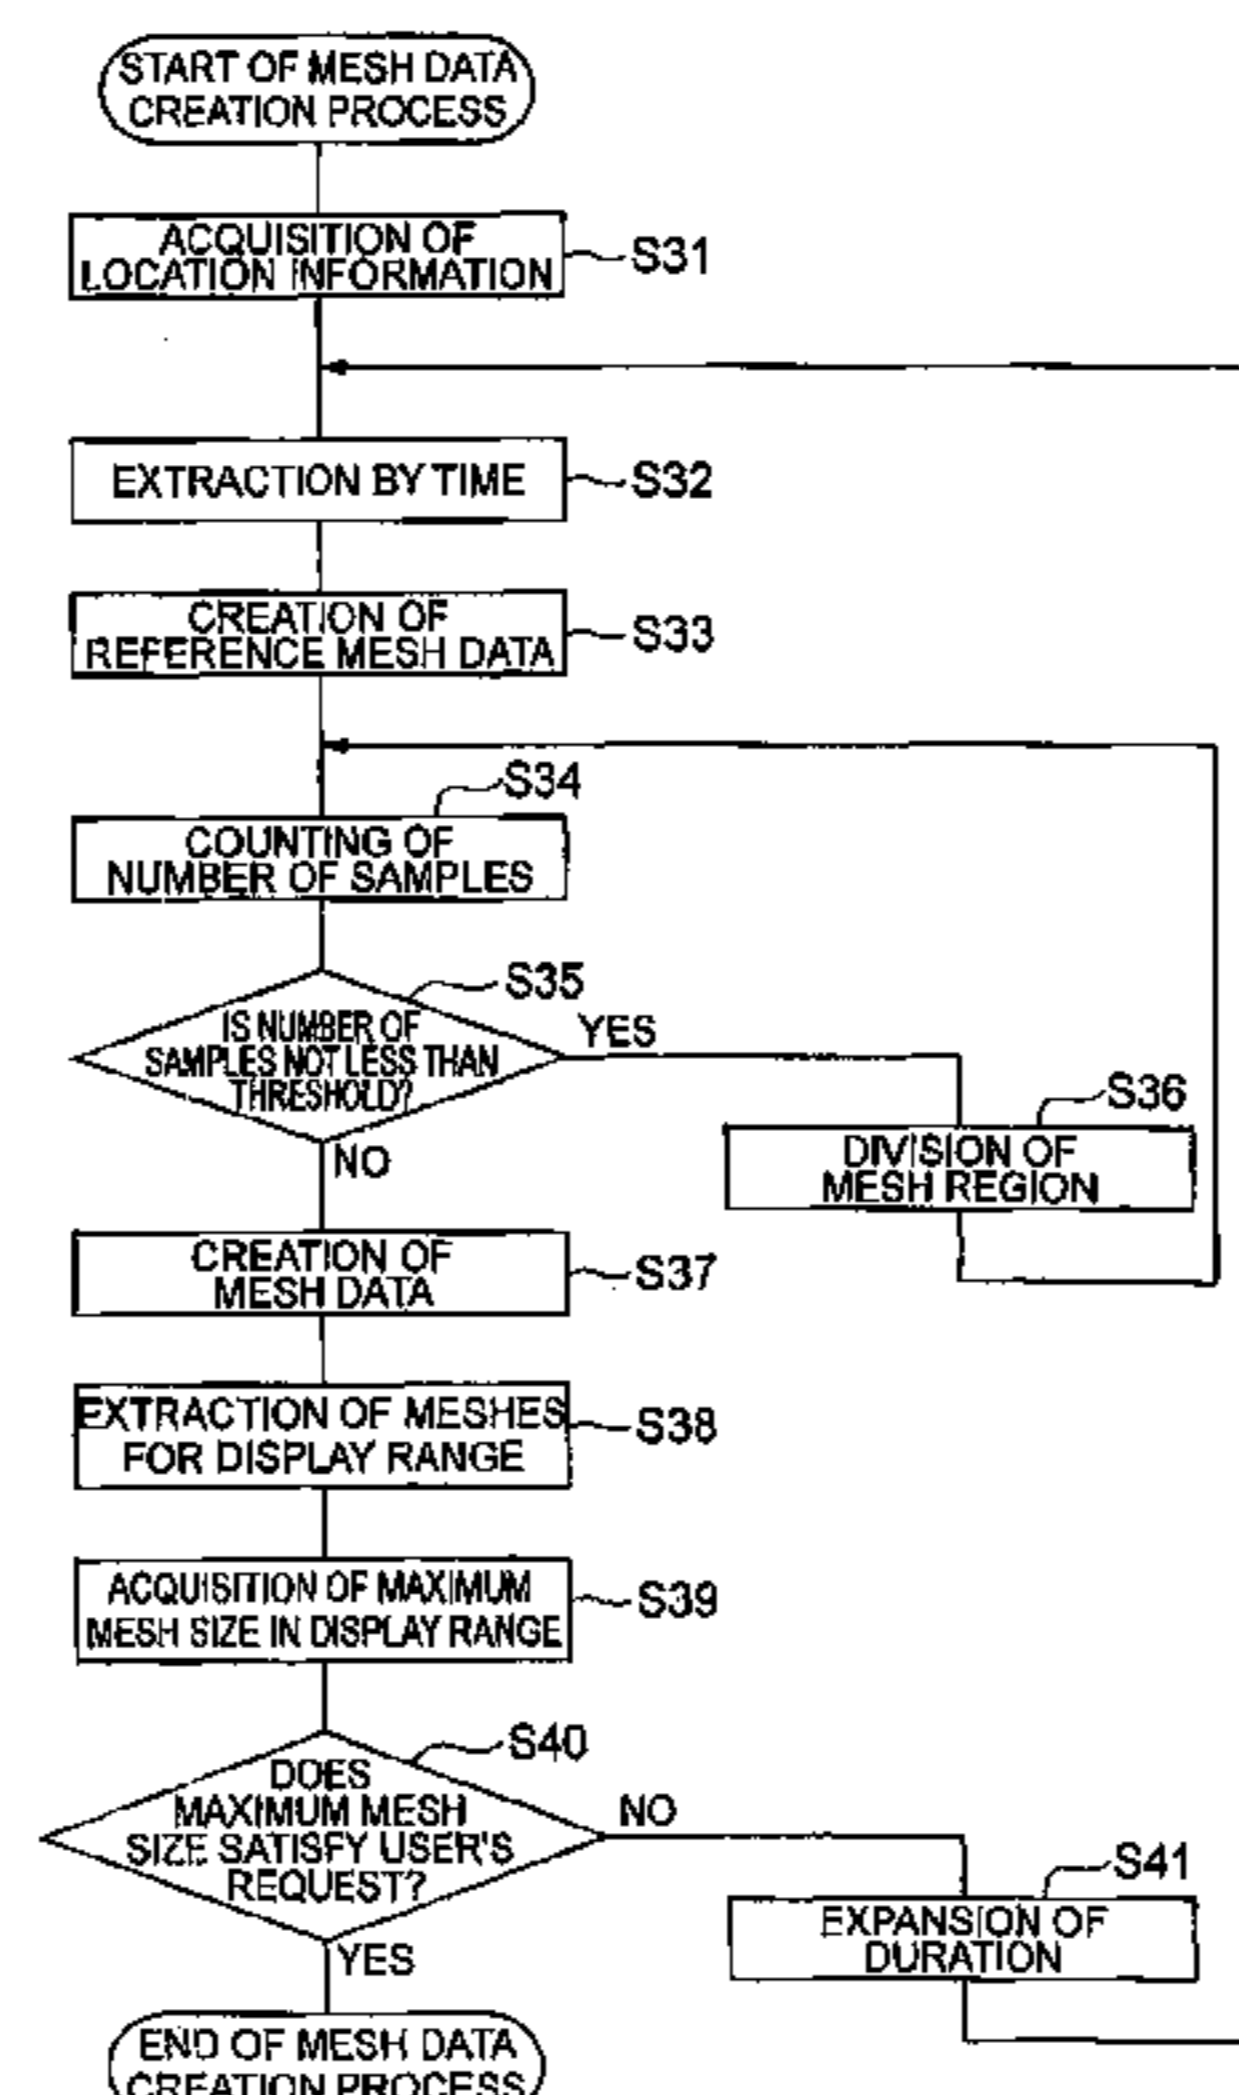 START OF MESH DATA
CREATION PROCESS
ACQUISITION OF
LOCATION INFORMATION
S31
EXTRACTION BY TIME
S32
CREATION OF
REFERENCE MESH DATA
S33
S34
COUNTING OF
NUMBER OF SAMPLES
S35
IS NUMBER OF
SAMPLES NOT LESS THAN
THRESHOLD?
YES
S36
DIVISION OF
MESH REGION
NO
CREATION OF
MESH DATA
S37
EXTRACTION OF MESHES
FOR DISPLAY RANGE
S38
ACQUISITION OF MAXIMUM
MESH SIZE IN DISPLAY RANGE
S39
S40
DOES
MAXIMUM MESH
SIZE SATISFY USER'S
REQUEST?
NO
S41
EXPANSION OF
DURATION
YES
END OF MESH DATA
CREATION PROCESS